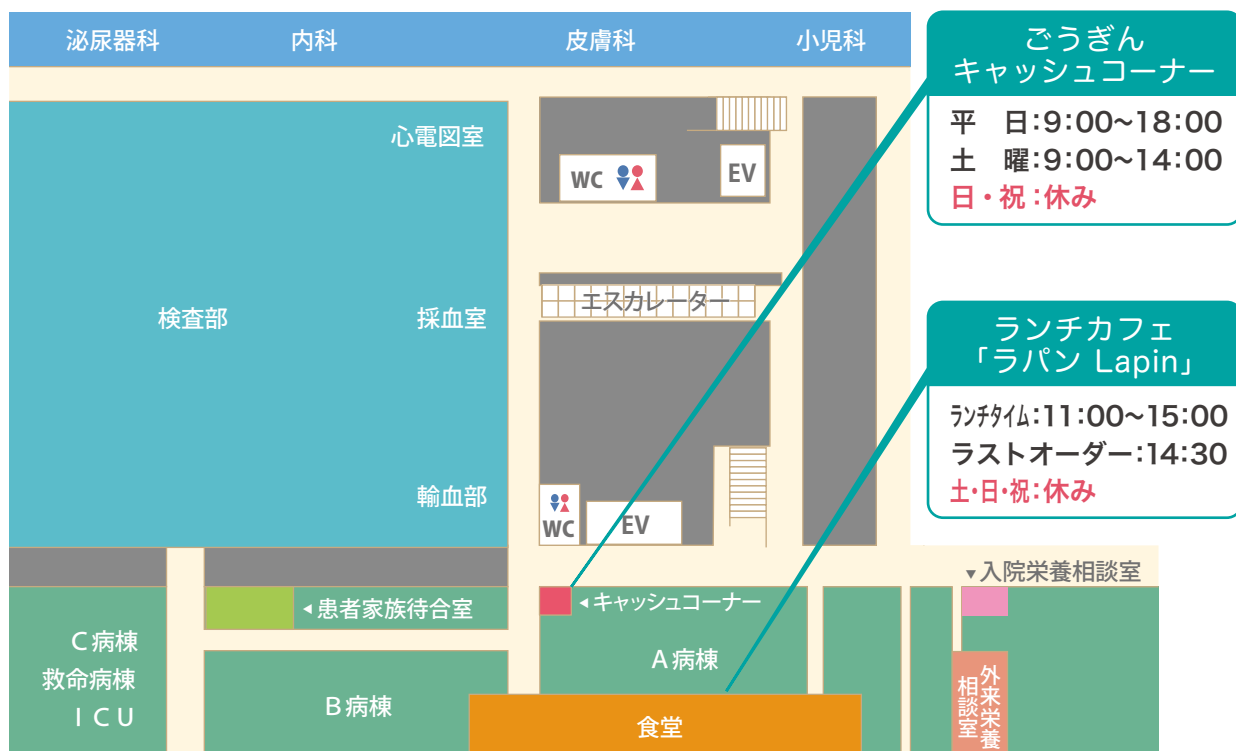 泌尿器科
内科
皮膚科
小児科
ごうぎん
キャッシュコーナー
平　日:9:00~18:00
土　曜:9:00~14:00
日・祝:休み
心電図室
WC
EV
検査部
採血室
エスカレーター
ランチカフェ
「ラパン Lapin」
ランチタイム:11:00~15:00
ラストオーダー:14:30
土・日・祝:休み
輸血部
WC
EV
▼入院栄養相談室
◀患者家族待合室
◀キャッシュコーナー
C病棟
救命病棟
ICU
B病棟
A病棟
食堂
外来栄養
相談室